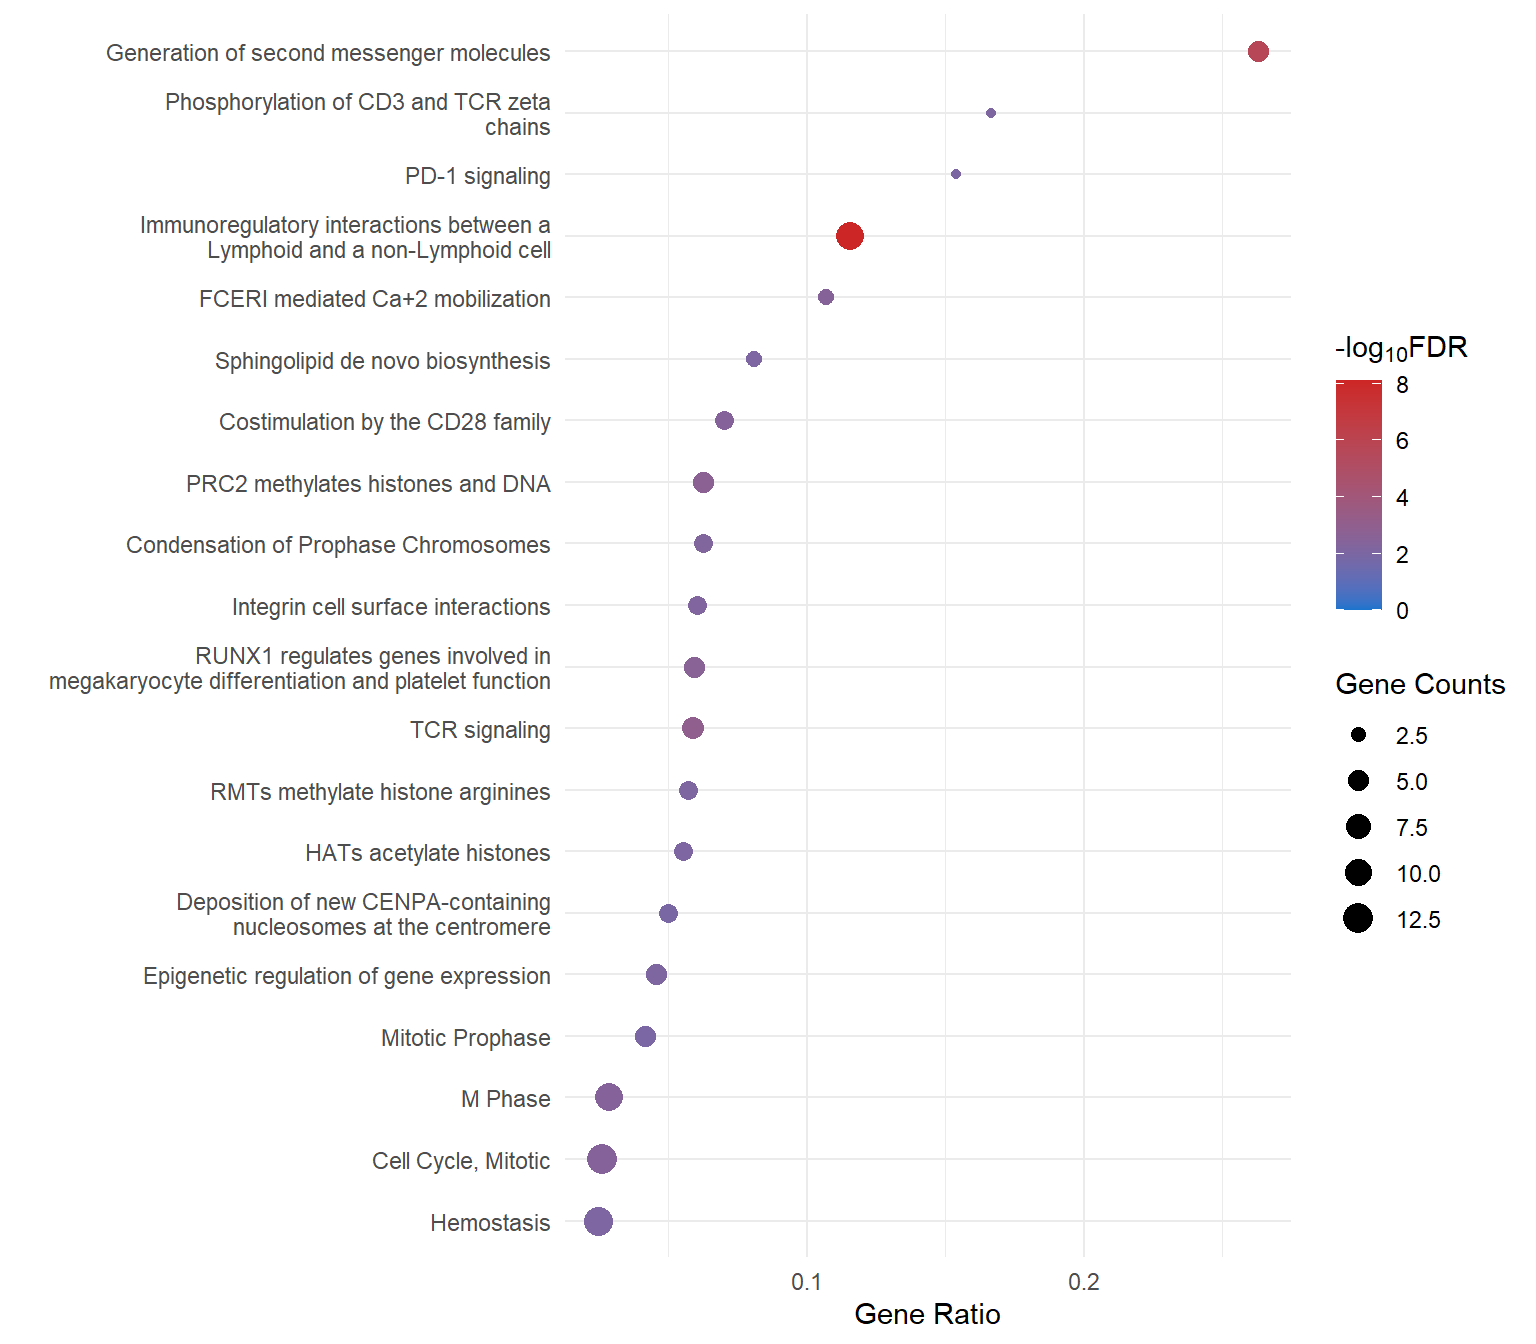 Generation of second messenger molecules
Phosphorylation of CD3 and TCR zeta
chains
PD-1 signaling
Immunoregulatory interactions between a
Lymphoid and a non-Lymphoid cell
FCERI mediated Ca+2 mobilization
Sphingolipid de novo biosynthesis
Costimulation by the CD28 family
PRC2 methylates histones and DNA
Condensation of Prophase Chromosomes
Integrin cell surface interactions
RUNX1 regulates genes involved in
megakaryocyte differentiation and platelet function
TCR signaling
RMTs methylate histone arginines
HATs acetylate histones
Deposition of new CENPA-containing
nucleosomes at the centromere
Epigenetic regulation of gene expression
Mitotic Prophase
M Phase
Cell Cycle, Mitotic
Hemostasis
0.1
0.2
Gene Ratio
-log₁₀FDR
8
6
4
2
0
Gene Counts
2.5
5.0
7.5
10.0
12.5